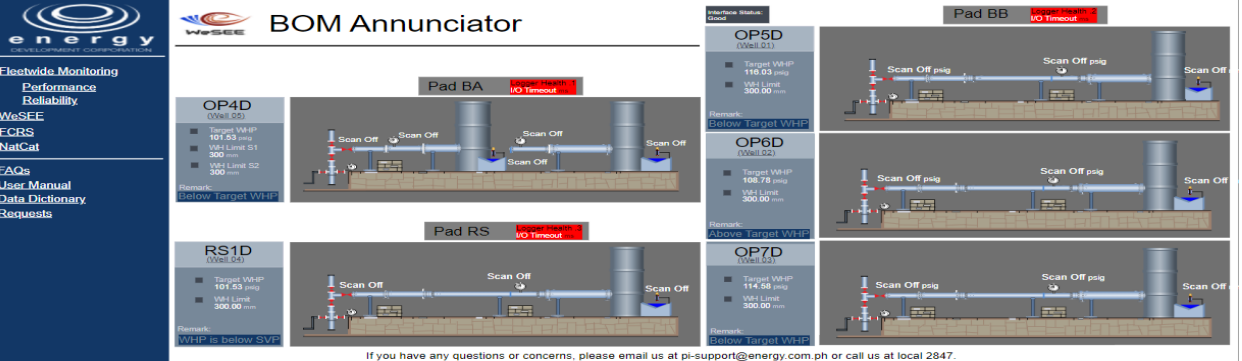 energy
DEVELOPMENT CORPORATION
Fleetwide Monitoring
Performance
Reliability
WeSEE
FCRS
NatCat
FAQs
User Manual
Data Dictionary
Requests
WeSEE
BOM Annunciator
Pad BA
Logger Health
I/O Timeout
OP4D
(Well 05)
Target WHP
101.53 psig
WH Limit S1
300 mm
WH Limit S2
300 mm
Remark:
Below Target WHP
Scan Off
Scan Off
Scan Off
Scan Off
Scan Off
Pad RS
Logger Health
I/O Timeout
RS1D
(Well 04)
Target WHP
101.53 psig
WH Limit
300.00 mm
Remark:
WHP is below SVP
Scan Off
Scan Off
Scan Off
Interface Status:
Good
Pad BB
Logger Health
I/O Timeout
OP5D
(Well 01)
Target WHP
116.03 psig
WH Limit
300.00 mm
Remark:
Below Target WHP
Scan Off psig
Scan Off psig
Scan Off
OP6D
(Well 02)
Target WHP
108.78 psig
WH Limit
300.00 mm
Remark:
Above Target WHP
Scan Off psig
Scan Off psig
Scan Off
OP7D
(Well 03)
Target WHP
114.58 psig
WH Limit
300.00 mm
Remark:
Below Target WHP
Scan Off psig
Scan Off psig
Scan Off
If you have any questions or concerns, please email us at pi-support@energy.com.ph or call us at local 2847.